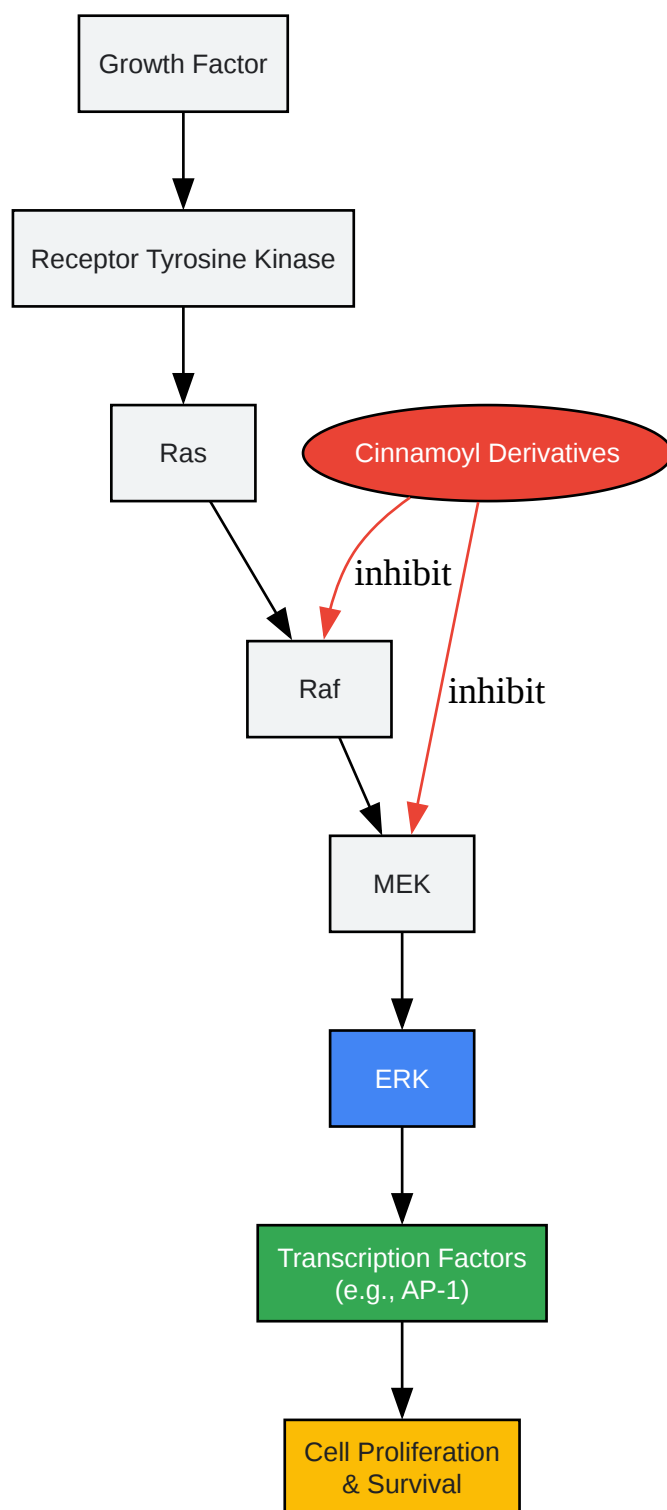 Growth Factor
Receptor Tyrosine Kinase
Ras
Cinnamoyl Derivatives
inhibit
Raf
inhibit
MEK
ERK
Transcription Factors
(e.g., AP-1)
Cell Proliferation
& Survival